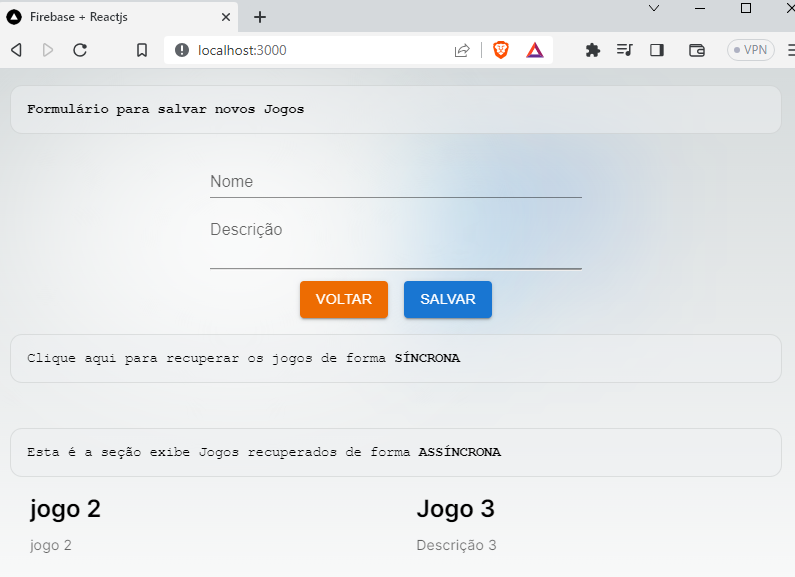 Firebase + Reactjs
localhost:3000
VPN
Formulário para salvar novos Jogos
Nome
Descrição
VOLTAR SALVAR
Clique aqui para recuperar os jogos de forma SÍNCRONA
Esta é a seção exibe Jogos recuperados de forma ASSÍNCRONA
jogo 2 Jogo 3
jogo 2 Descrição 3